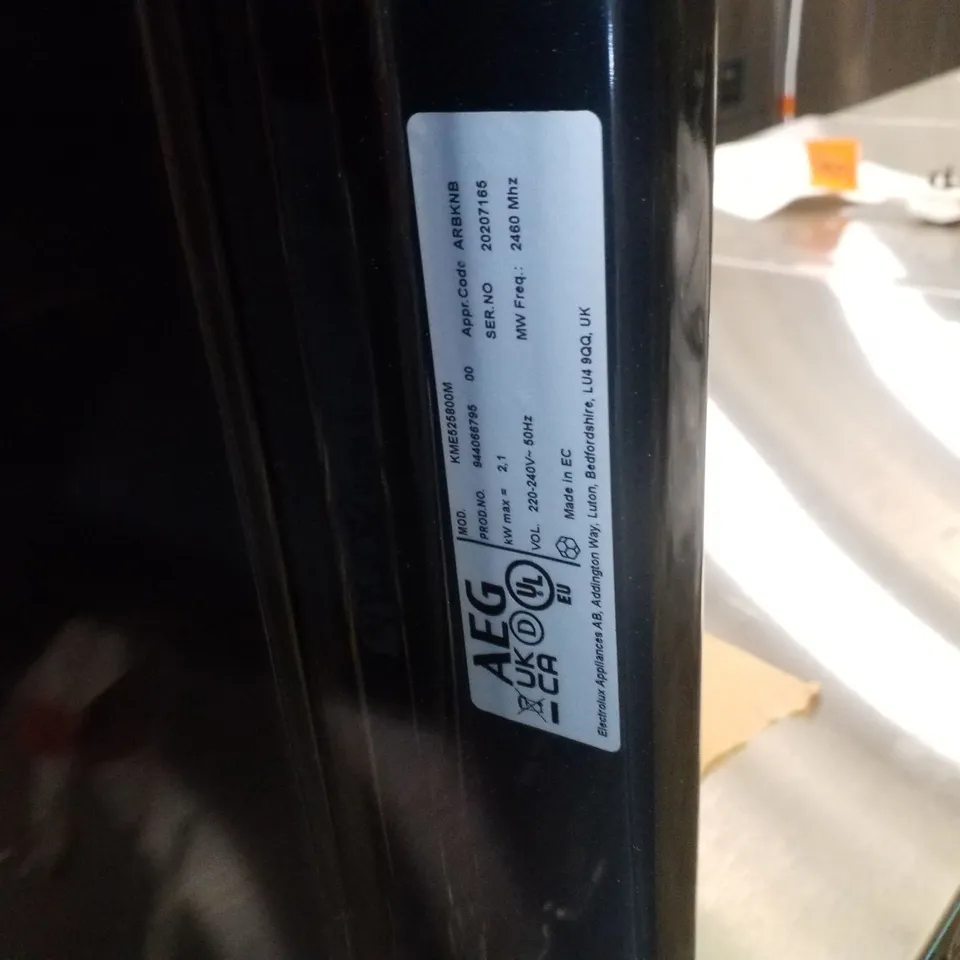 AEG
UK
CA
D
UL
EU
MOD. KME525800M
PROD.NO. 944066795 00 Appr.Code ARBKNB
kW max = 2,1 SER.NO 20207165
VOL. 220-240V~ 50Hz MW Freq.: 2460 Mhz
Made in EC
Electrolux Appliances AB, Addington Way, Luton, Bedfordshire, LU4 9QQ, UK